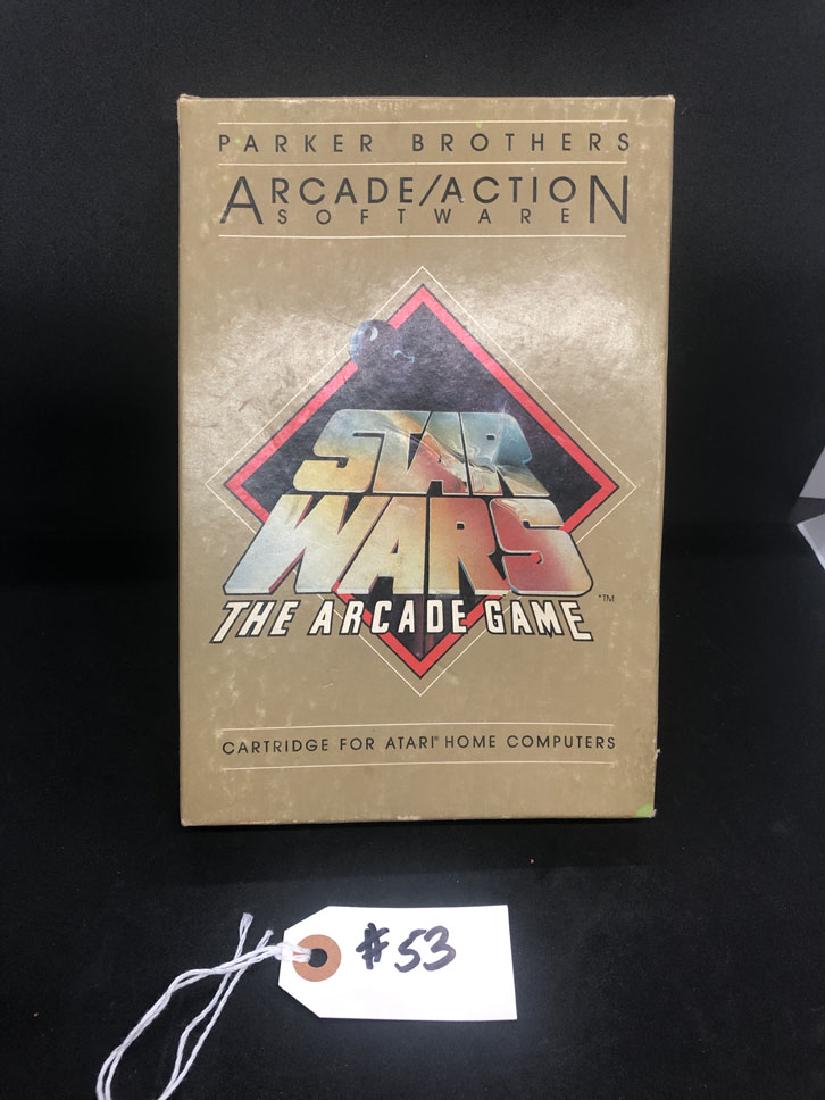 PARKER BROTHERS
ARCADE/ACTION
SOFTWARE
STAR
WARS
THE ARCADE GAME ™
CARTRIDGE FOR ATARI® HOME COMPUTERS
#53